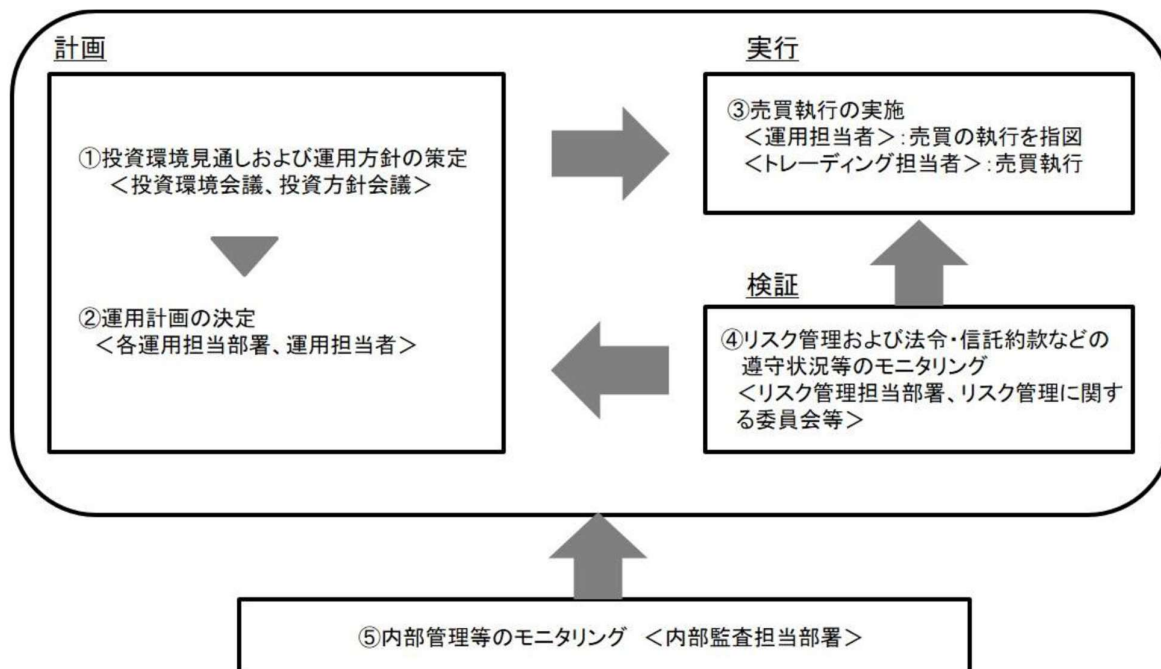 計画
①投資環境見通しおよび運用方針の策定
＜投資環境会議、投資方針会議＞
②運用計画の決定
＜各運用担当部署、運用担当者＞
実行
③売買執行の実施
＜運用担当者＞：売買の執行を指図
＜トレーディング担当者＞：売買執行
検証
④リスク管理および法令・信託約款などの
遵守状況等のモニタリング
＜リスク管理担当部署、リスク管理に関す
る委員会等＞
⑤内部管理等のモニタリング　＜内部監査担当部署＞